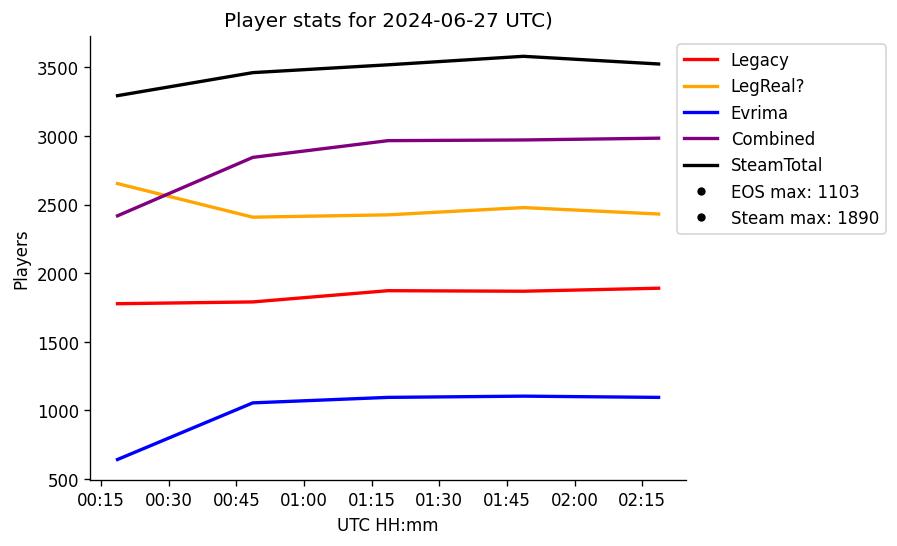 Player stats for 2024-06-27 UTC)
Players
3500
3000
2500
2000
1500
1000
500
00:15 00:30 00:45 01:00 01:15 01:30 01:45 02:00 02:15
UTC HH:mm
Legacy
LegReal?
Evrima
Combined
SteamTotal
EOS max: 1103
Steam max: 1890